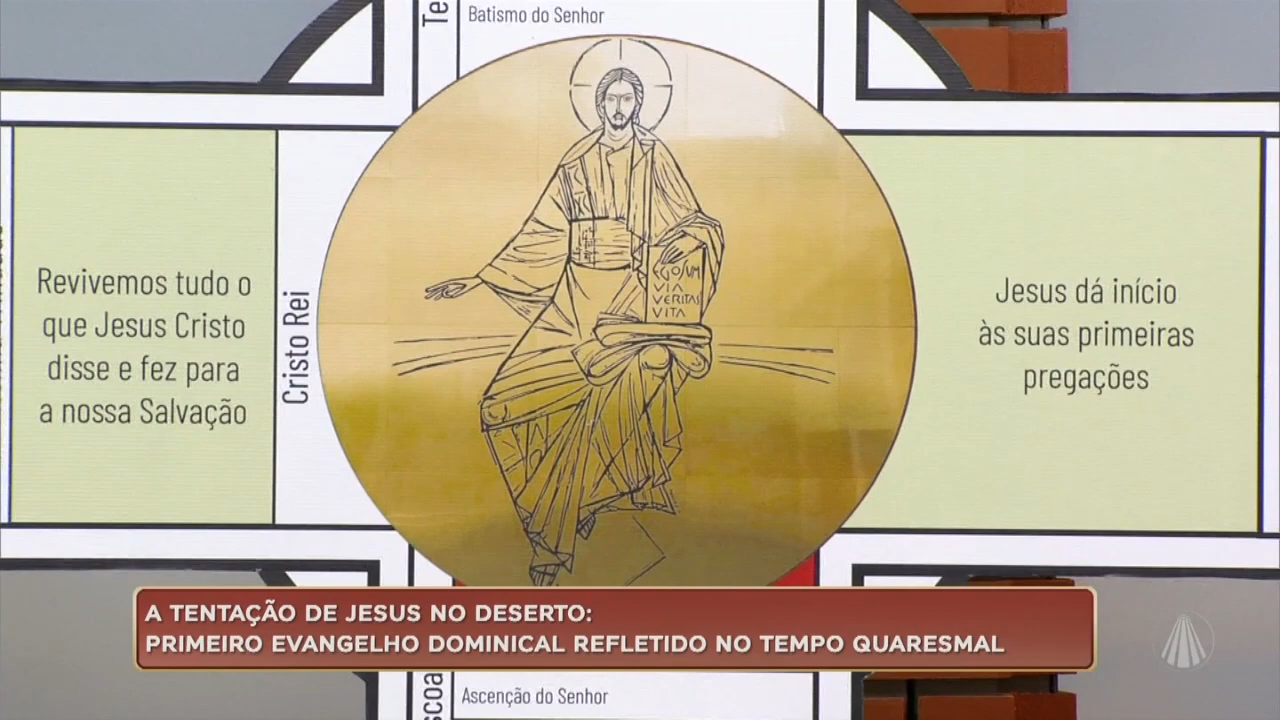 Te
Batismo do Senhor
Revivemos tudo o
que Jesus Cristo
disse e fez para
a nossa Salvação
Cristo Rei
EGO SUM
VIA
VERITAS
VITA
Jesus dá início
às suas primeiras
pregações
A TENTAÇÃO DE JESUS NO DESERTO:
PRIMEIRO EVANGELHO DOMINICAL REFLETIDO NO TEMPO QUARESMAL
scoa
Ascenção do Senhor